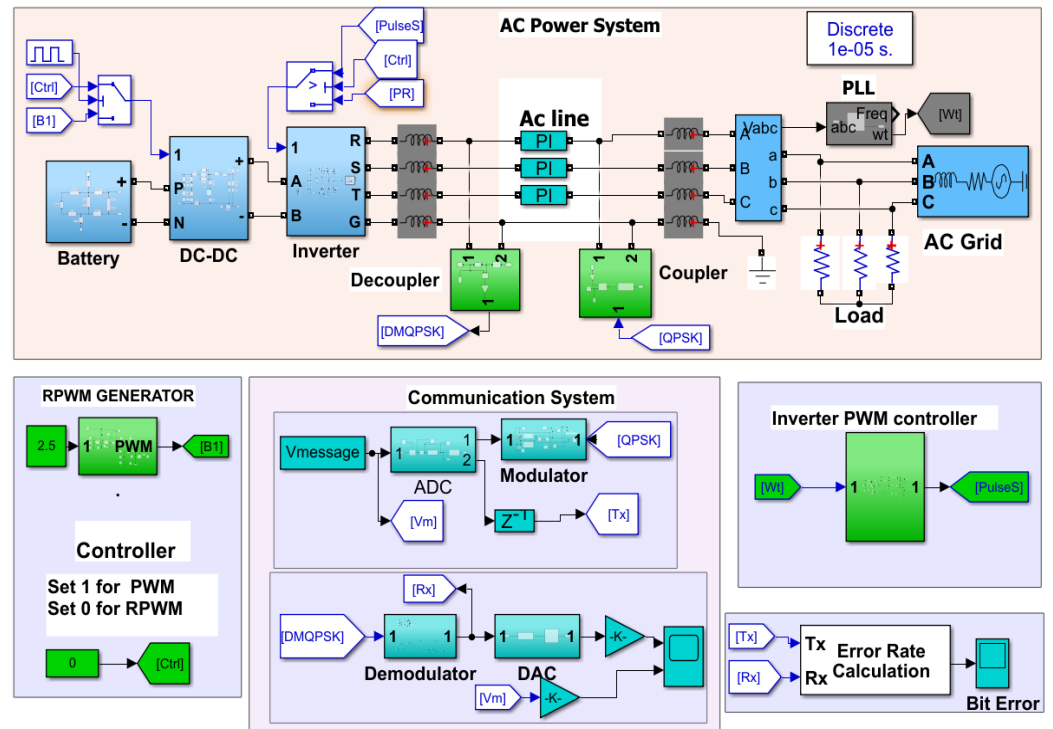 AC Power System
[PulseS]
[Ctrl]
[PR]
Discrete
1e-05 s.
[Ctrl]
[B1]
PLL
Vabc
abc
Freq
wt
[Wt]
Ac line
1
+
-
P
N
+
-
1
A
B
>
R
S
T
G
PI
PI
PI
A
B
C
a
b
c
A
B
C
Battery
DC-DC
Inverter
AC Grid
Decoupler
1
2
1
Coupler
1
2
1
Load
[DMQPSK]
[QPSK]
RPWM GENERATOR
2.5
1
PWM
[B1]
.
Controller
Set 1 for PWM
Set 0 for RPWM
0
[Ctrl]
Communication System
Vmessage
1
1
2
ADC
1
1
Modulator
[QPSK]
[Vm]
Z-1
[Tx]
[Rx]
[DMQPSK]
1
1
Demodulator
1
1
DAC
-K-
[Vm]
-K-
Inverter PWM controller
[Wt]
1
1
[PulseS]
[Tx]
[Rx]
Tx
Rx
Error Rate
Calculation
Bit Error